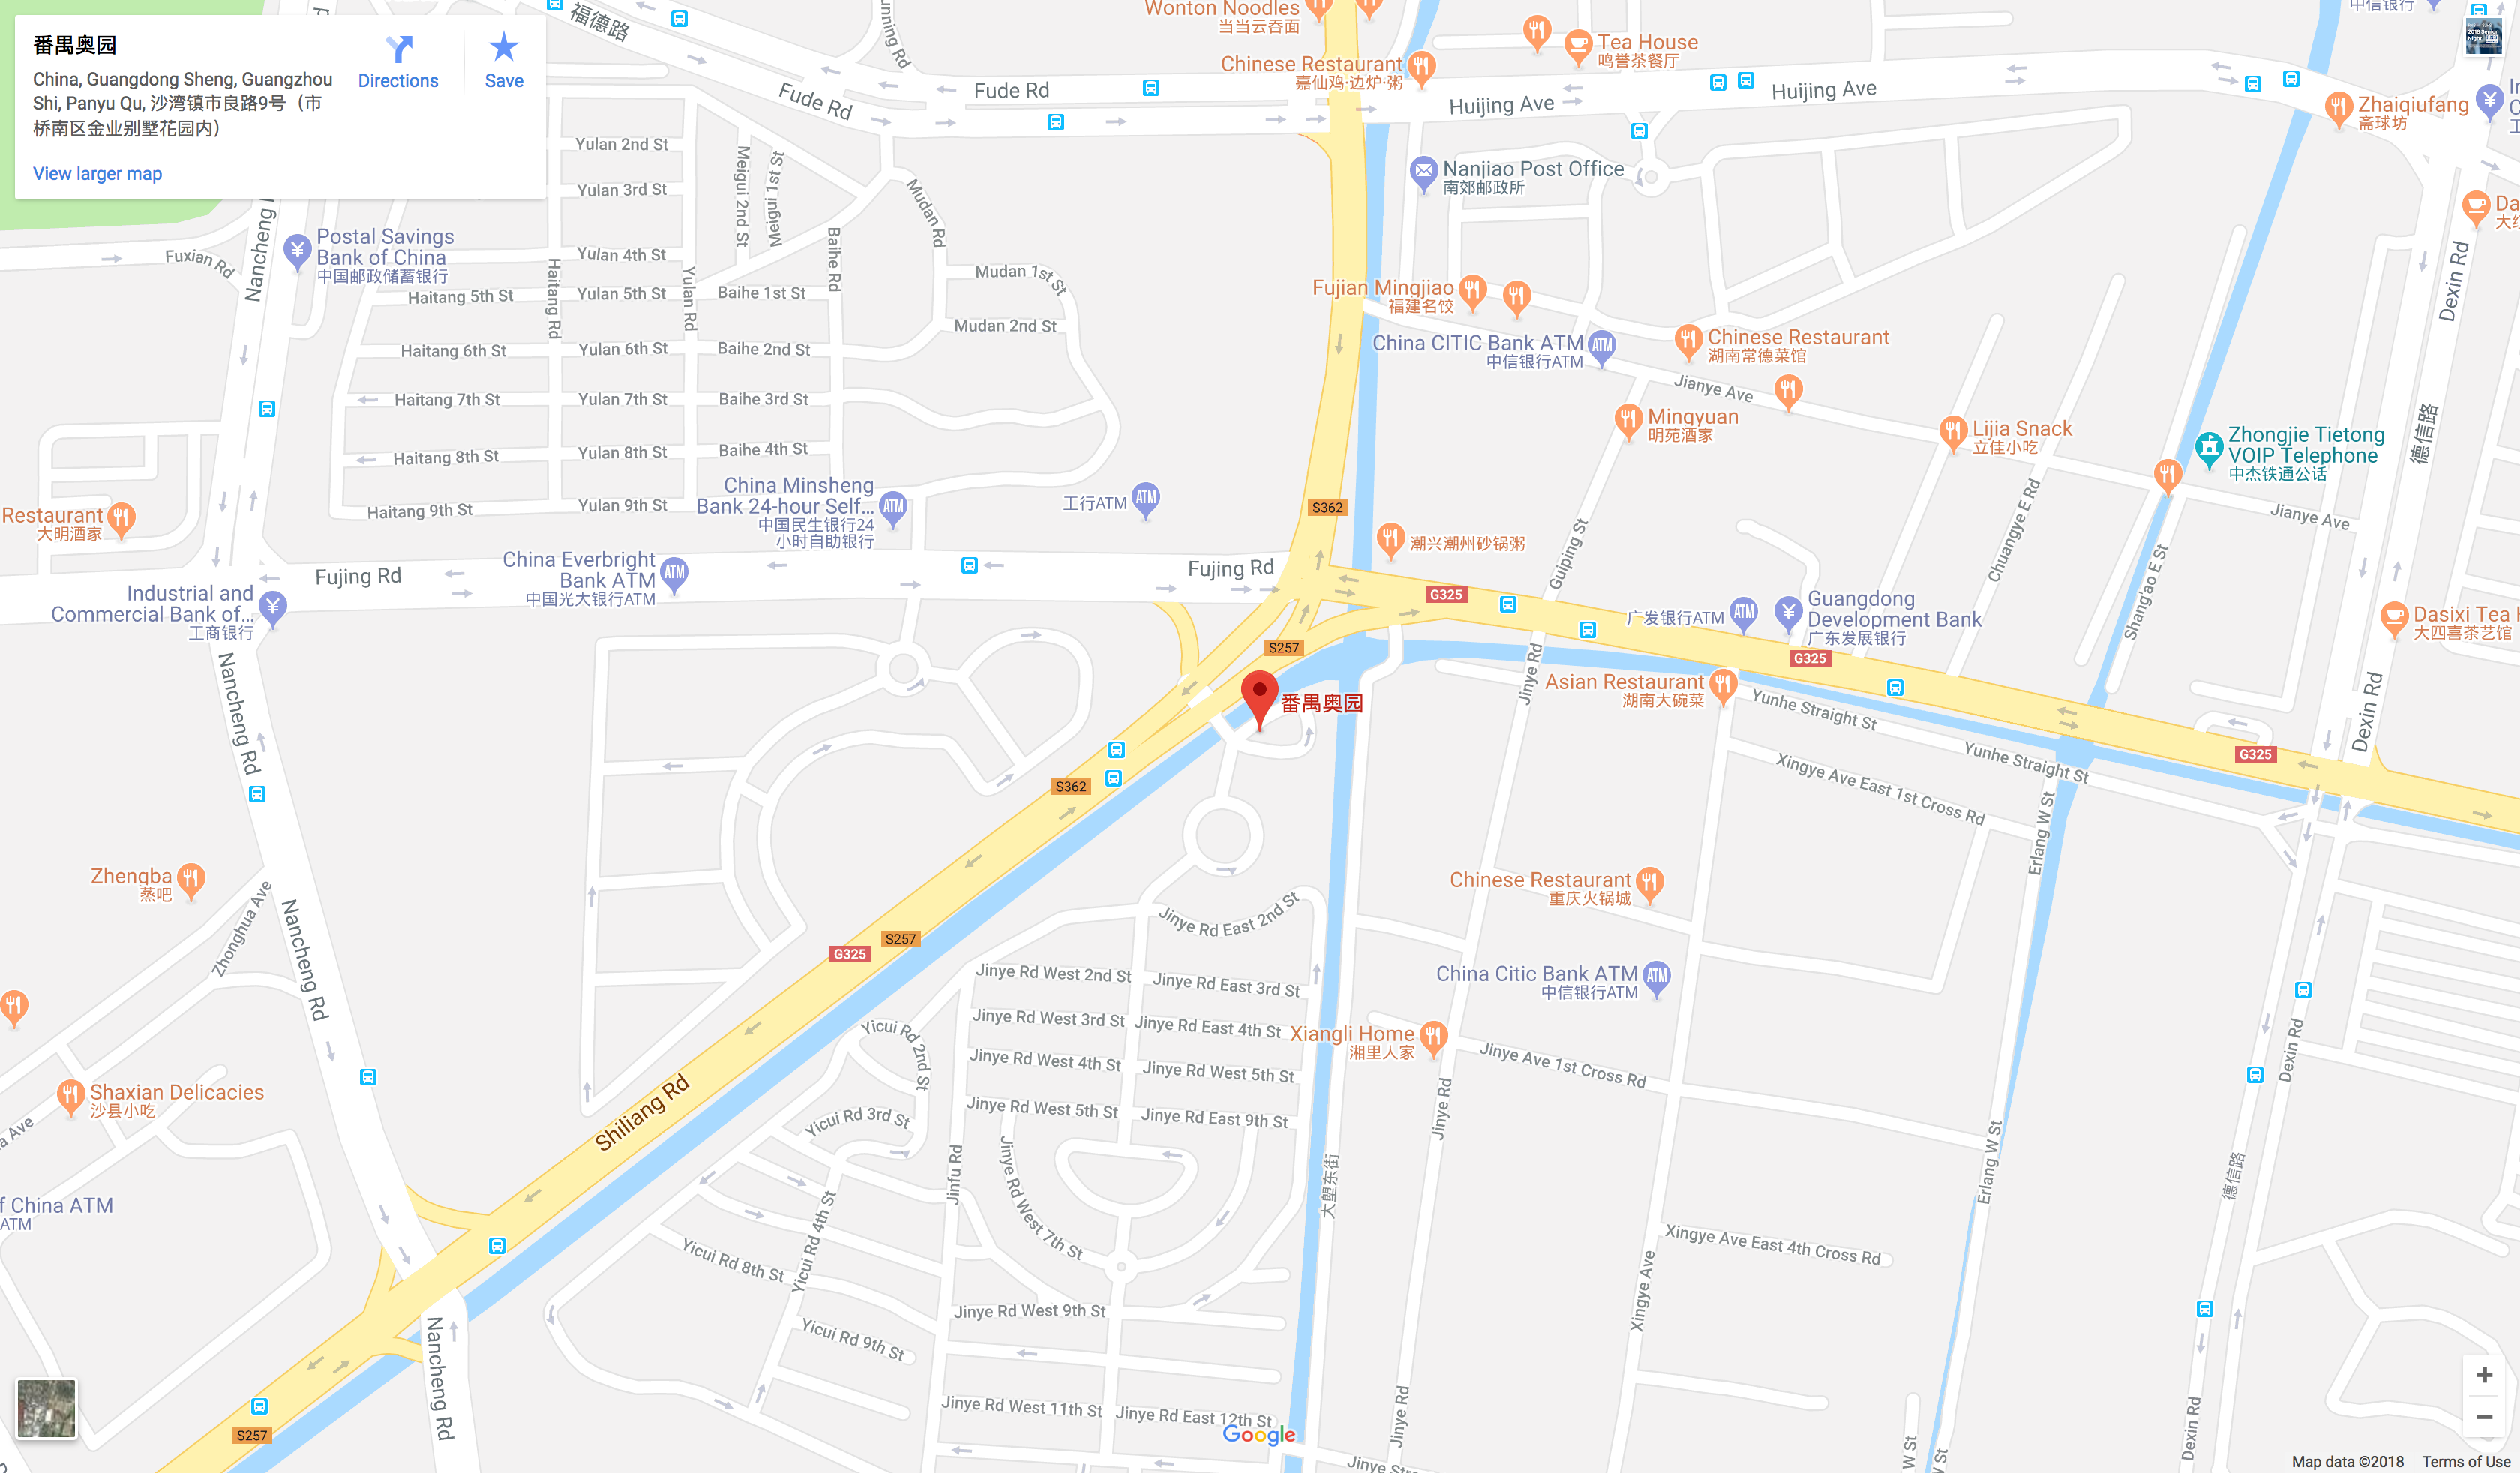 番禺奥园
China, Guangdong Sheng, Guangzhou
Shi, Panyu Qu, 沙湾镇市良路9号（市
桥南区金业别墅花园内）
View larger map
Directions
Save
福德路
Wonton Noodles
当当云吞面
Chinese Restaurant
嘉仙鸡·边炉·粥
Tea House
鸣誉茶餐厅
中信银行
Fude Rd
Fude Rd
Huijing Ave
Huijing Ave
Zhaiqiufang
斋球坊
Nanjiao Post Office
南郊邮政所
Yulan 2nd St
Yulan 3rd St
Yulan 4th St
Meigui 2nd St
Meigui 1st St
Mudan Rd
Baihe Rd
Fuxian Rd
Nancheng
Postal Savings
Bank of China
中国邮政储蓄银行
Haitang Rd
Yulan Rd
Haitang 5th St
Yulan 5th St
Baihe 1st St
Mudan 1st St
Mudan 2nd St
Haitang 6th St
Yulan 6th St
Baihe 2nd St
Haitang 7th St
Yulan 7th St
Baihe 3rd St
Haitang 8th St
Yulan 8th St
Baihe 4th St
Haitang 9th St
Yulan 9th St
Fujian Mingjiao
福建名饺
China CITIC Bank ATM
中信银行ATM
Chinese Restaurant
湖南常德菜馆
Jianye Ave
Mingyuan
明苑酒家
Lijia Snack
立佳小吃
Zhongjie Tietong
VOIP Telephone
中杰铁通公话
Dexin Rd
德信路
Jianye Ave
Restaurant
大明酒家
China Minsheng
Bank 24-hour Self...
中国民生银行24
小时自助银行
工行ATM
S362
潮兴潮州砂锅粥
Guiping St
Chuangye E Rd
Shang'ao E St
Industrial and
Commercial Bank of...
工商银行
Fujing Rd
China Everbright
Bank ATM
中国光大银行ATM
Fujing Rd
G325
S257
广发银行ATM
Guangdong
Development Bank
广东发展银行
G325
Dasixi Tea
大四喜茶艺馆
番禺奥园
Jinye Rd
Asian Restaurant
湖南大碗菜
Yunhe Straight St
Yunhe Straight St
G325
Dexin Rd
Xingye Ave East 1st Cross Rd
Erlang W St
Nancheng Rd
S362
Zhengba
蒸吧
Zhonghua Ave
Nancheng Rd
G325
S257
Jinye Rd East 2nd St
Chinese Restaurant
重庆火锅城
China Citic Bank ATM
中信银行ATM
Jinye Rd West 2nd St
Jinye Rd East 3rd St
Jinye Rd West 3rd St
Jinye Rd East 4th St
Xiangli Home
湘里人家
Jinye Ave 1st Cross Rd
Jinye Rd West 4th St
Jinye Rd West 5th St
Jinye Rd West 5th St
Jinye Rd East 9th St
Yicui Rd 2nd St
Yicui Rd 3rd St
Shaxian Delicacies
沙县小吃
Shiliang Rd
Dexin Rd
Jinye Rd
Erlang W St
德信路
大塱东街
Jinfu Rd
Jinye Rd West 7th St
f China ATM
ATM
Yicui Rd 4th St
Yicui Rd 8th St
Xingye Ave East 4th Cross Rd
Xingye Ave
Jinye Rd West 9th St
Yicui Rd 9th St
Nancheng Rd
Jinye Rd West 11th St
Jinye Rd East 12th St
Jinye Rd
Dexin Rd
S257
Google
W St
Map data ©2018
Terms of Use